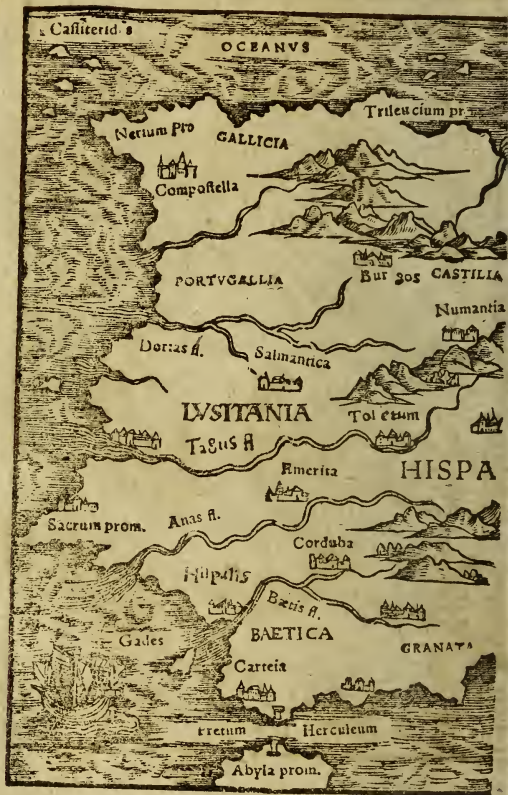 Cassiterid s
OCEANVS
Trileucium pr.
Nerium Pro
GALLICIA
Compostella
PORTVGALLIA
Bur gos CASTILIA
Numantia
Dorias fl.
Salmantica
LVSITANIA
Tol etum
Tagus fl
HISPA
Emerita
Sacrum prom.
Anas fl.
Corduba
Hispalis
Bætis fl.
Gades
BAETICA
GRANATA
Carteia
Fretum Herculeum
Abyla prom.